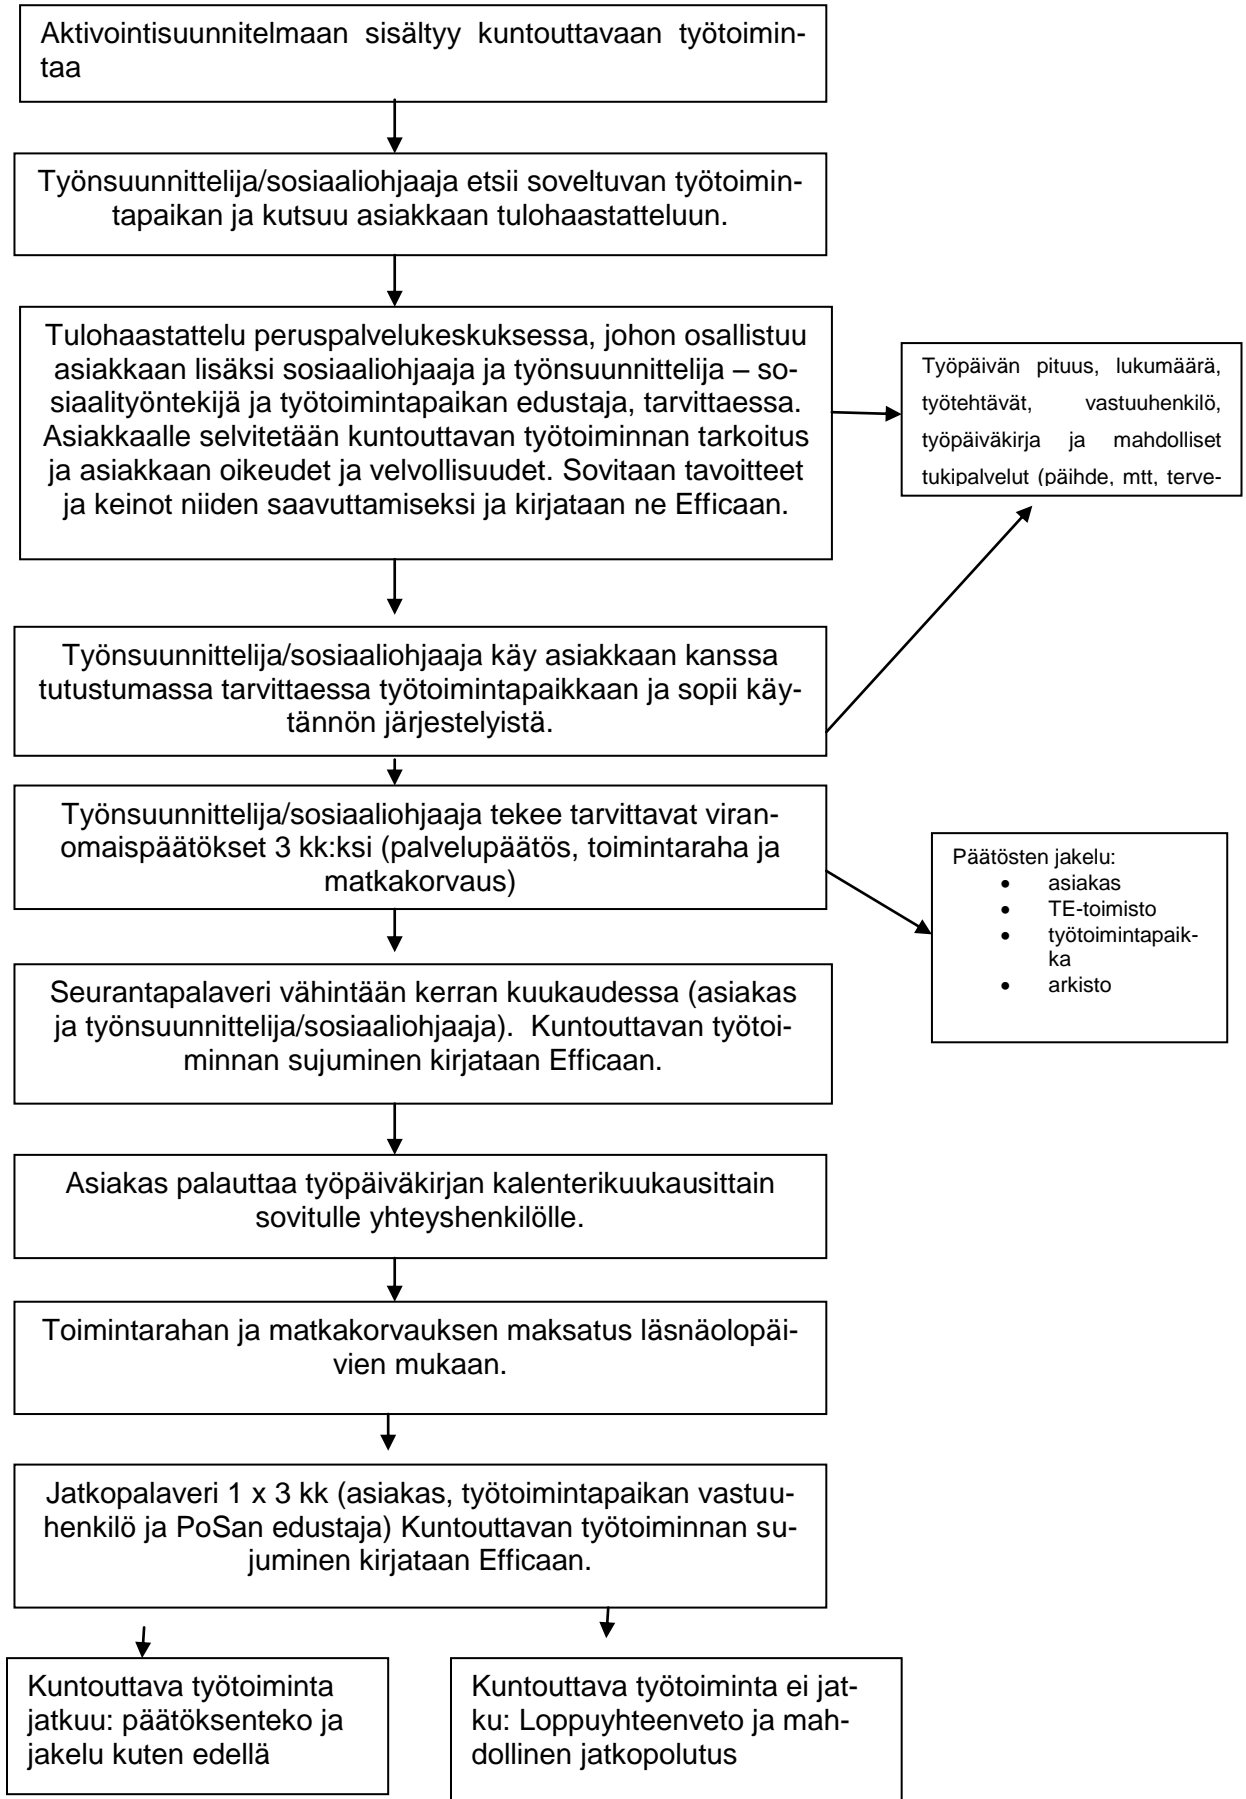 Aktivointisuunnitelmaan sisältyy kuntouttavaan työtoimin-
taa
Työnsuunnittelija/sosiaaliohjaaja etsii soveltuvan työtoimin-
tapaikan ja kutsuu asiakkaan tulohaastatteluun.
Tulohaastattelu peruspalvelukeskuksessa, johon osallistuu
asiakkaan lisäksi sosiaaliohjaaja ja työnsuunnittelija – so-
siaalityöntekijä ja työtoimintapaikan edustaja, tarvittaessa.
Asiakkaalle selvitetään kuntouttavan työtoiminnan tarkoitus
ja asiakkaan oikeudet ja velvollisuudet. Sovitaan tavoitteet
ja keinot niiden saavuttamiseksi ja kirjataan ne Efficaan.
Työpäivän pituus, lukumäärä,
työtehtävät, vastuuhenkilö,
työpäiväkirja ja mahdolliset
tukipalvelut (päihde, mtt, terve-
Työnsuunnittelija/sosiaaliohjaaja käy asiakkaan kanssa
tutustumassa tarvittaessa työtoimintapaikkaan ja sopii käy-
tännön järjestelyistä.
Työnsuunnittelija/sosiaaliohjaaja tekee tarvittavat viran-
omaispäätökset 3 kk:ksi (palvelupäätös, toimintaraha ja
matkakorvaus)
Päätösten jakelu:
• asiakas
• TE-toimisto
• työtoimintapaik-
ka
• arkisto
Seurantapalaveri vähintään kerran kuukaudessa (asiakas
ja työnsuunnittelija/sosiaaliohjaaja). Kuntouttavan työtoi-
minnan sujuminen kirjataan Efficaan.
Asiakas palauttaa työpäiväkirjan kalenterikuukausittain
sovitulle yhteyshenkilölle.
Toimintarahan ja matkakorvauksen maksatus läsnäolopäi-
vien mukaan.
Jatkopalaveri 1 x 3 kk (asiakas, työtoimintapaikan vastuu-
henkilö ja PoSan edustaja) Kuntouttavan työtoiminnan su-
juminen kirjataan Efficaan.
Kuntouttava työtoiminta
jatkuu: päätöksenteko ja
jakelu kuten edellä
Kuntouttava työtoiminta ei jat-
ku: Loppuyhteenveto ja mah-
dollinen jatkopolutus